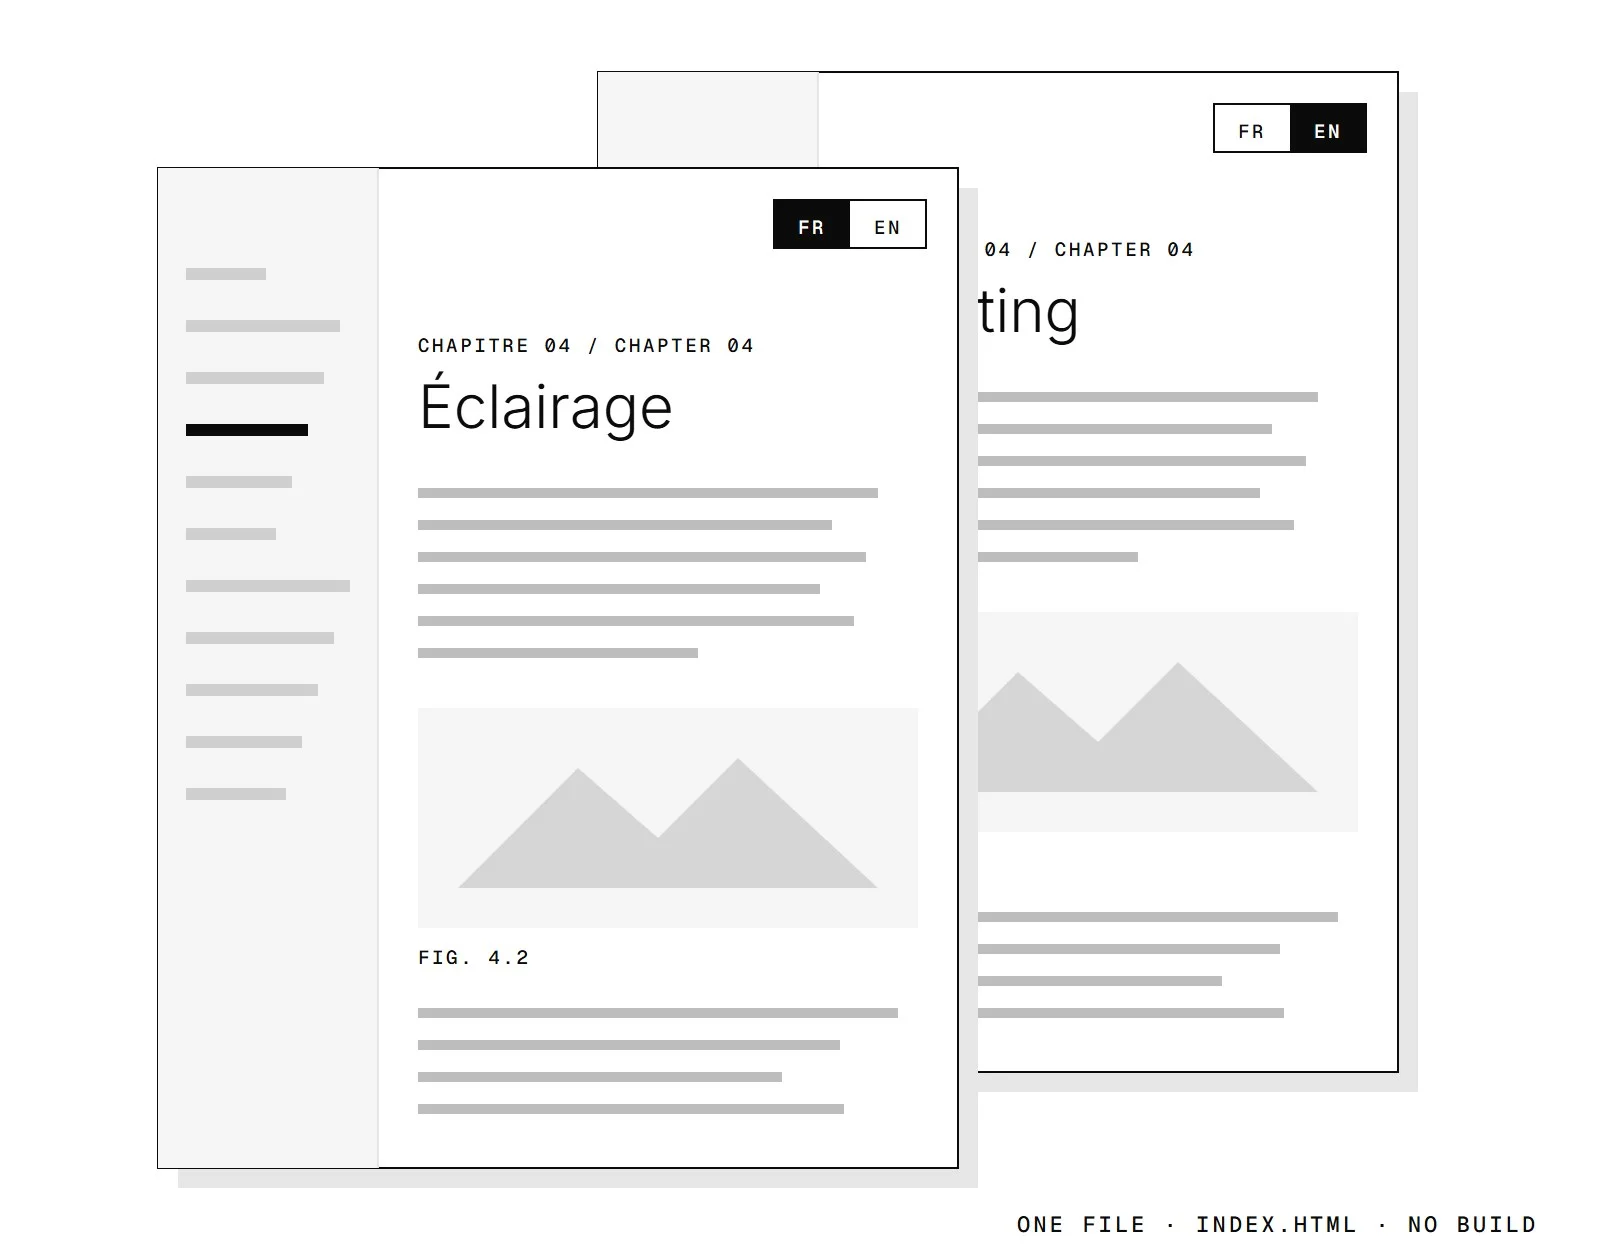 FR EN
04 / CHAPTER 04
ting
FR EN
CHAPITRE 04 / CHAPTER 04
Éclairage
FIG. 4.2
ONE FILE · INDEX.HTML · NO BUILD